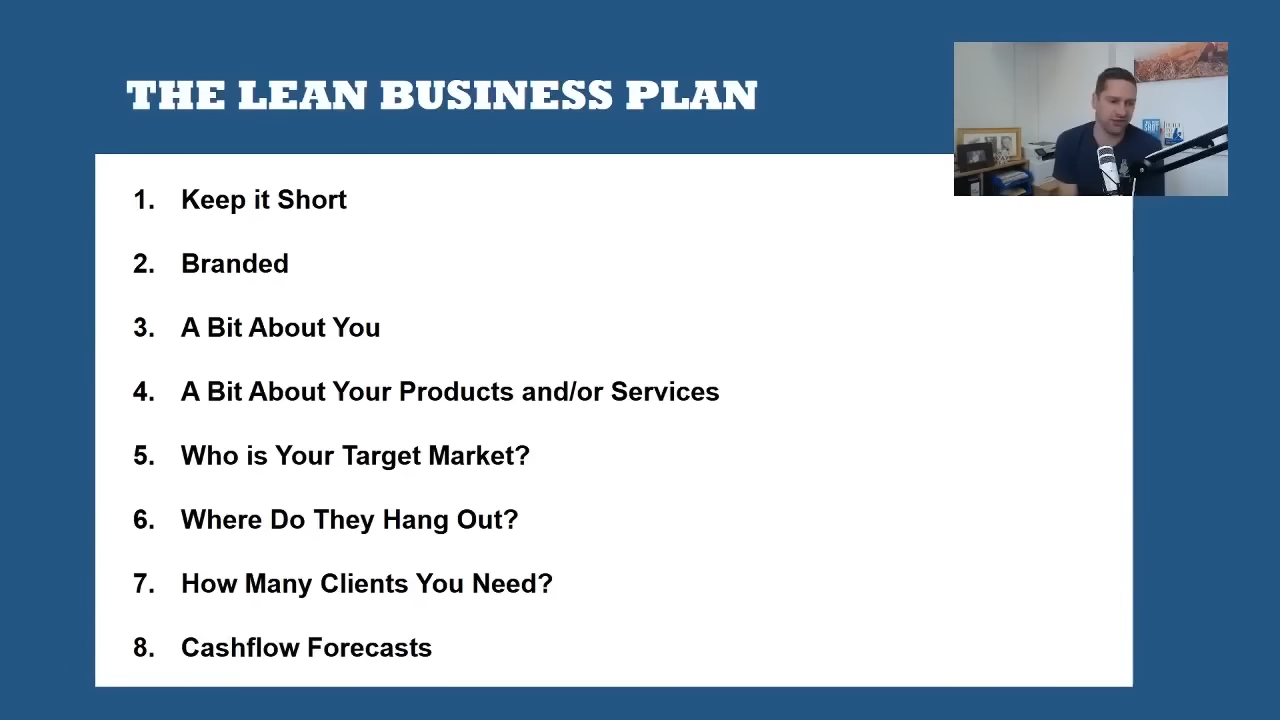 THE LEAN BUSINESS PLAN
1. Keep it Short
2. Branded
3. A Bit About You
4. A Bit About Your Products and/or Services
5. Who is Your Target Market?
6. Where Do They Hang Out?
7. How Many Clients You Need?
8. Cashflow Forecasts